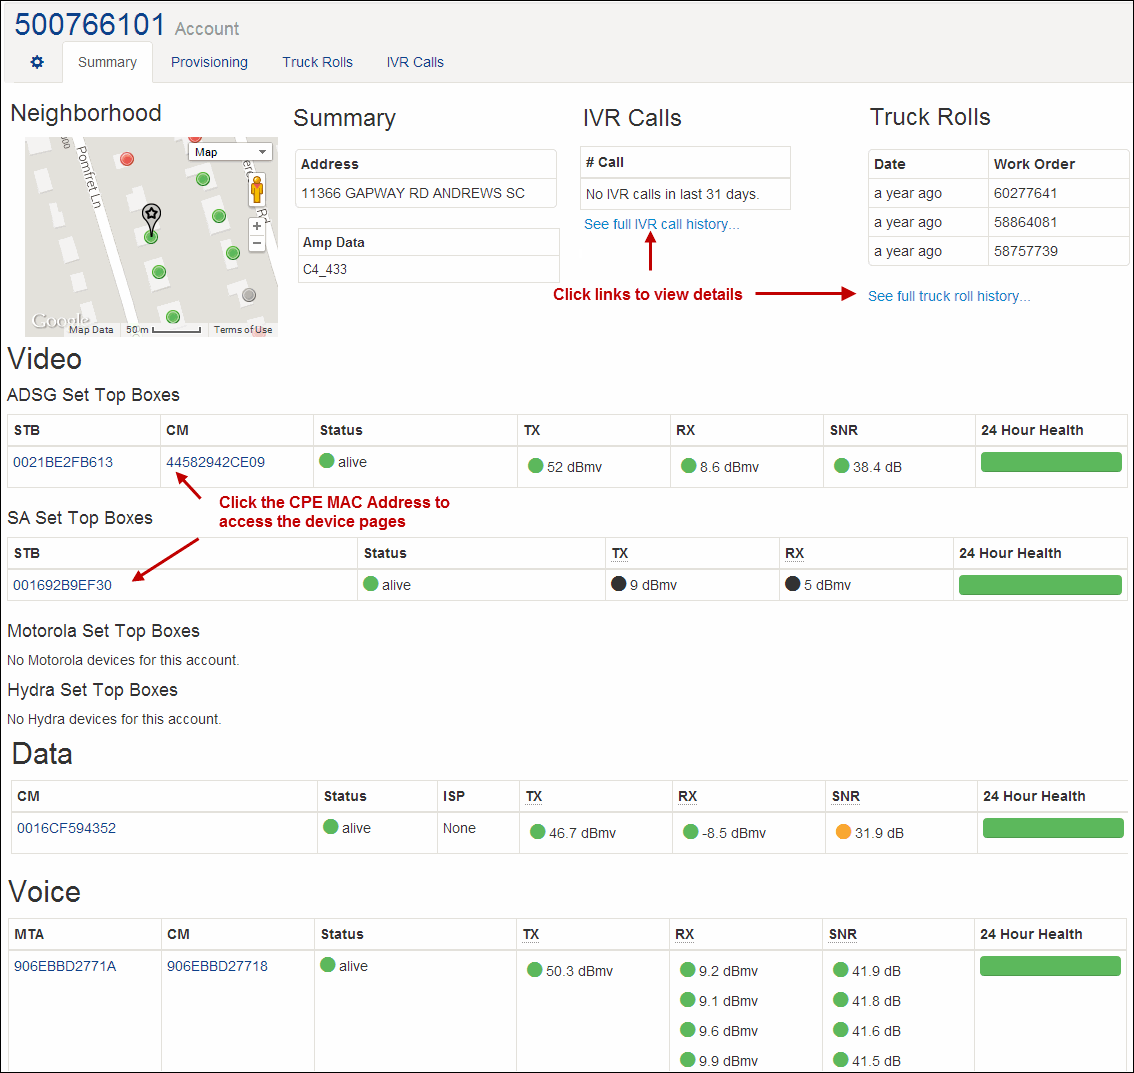 500766101 Account
Summary Provisioning Truck Rolls IVR Calls
Neighborhood
Pomfret Ln
Map
Rd
Google
Map Data 50 m Terms of Use
Summary
Address
11366 GAPWAY RD ANDREWS SC
Amp Data
C4_433
IVR Calls
# Call
No IVR calls in last 31 days.
See full IVR call history...
Click links to view details
Truck Rolls
Date Work Order
a year ago 60277641
a year ago 58864081
a year ago 58757739
See full truck roll history...
Video
ADSG Set Top Boxes
STB CM Status TX RX SNR 24 Hour Health
0021BE2FB613 44582942CE09 alive 52 dBmv 8.6 dBmv 38.4 dB
Click the CPE MAC Address to
access the device pages
SA Set Top Boxes
STB Status TX RX 24 Hour Health
001692B9EF30 alive 9 dBmv 5 dBmv
Motorola Set Top Boxes
No Motorola devices for this account.
Hydra Set Top Boxes
No Hydra devices for this account.
Data
CM Status ISP TX RX SNR 24 Hour Health
0016CF594352 alive None 46.7 dBmv -8.5 dBmv 31.9 dB
Voice
MTA CM Status TX RX SNR 24 Hour Health
906EBBD2771A 906EBBD27718 alive 50.3 dBmv 9.2 dBmv 41.9 dB
9.1 dBmv 41.8 dB
9.6 dBmv 41.6 dB
9.9 dBmv 41.5 dB